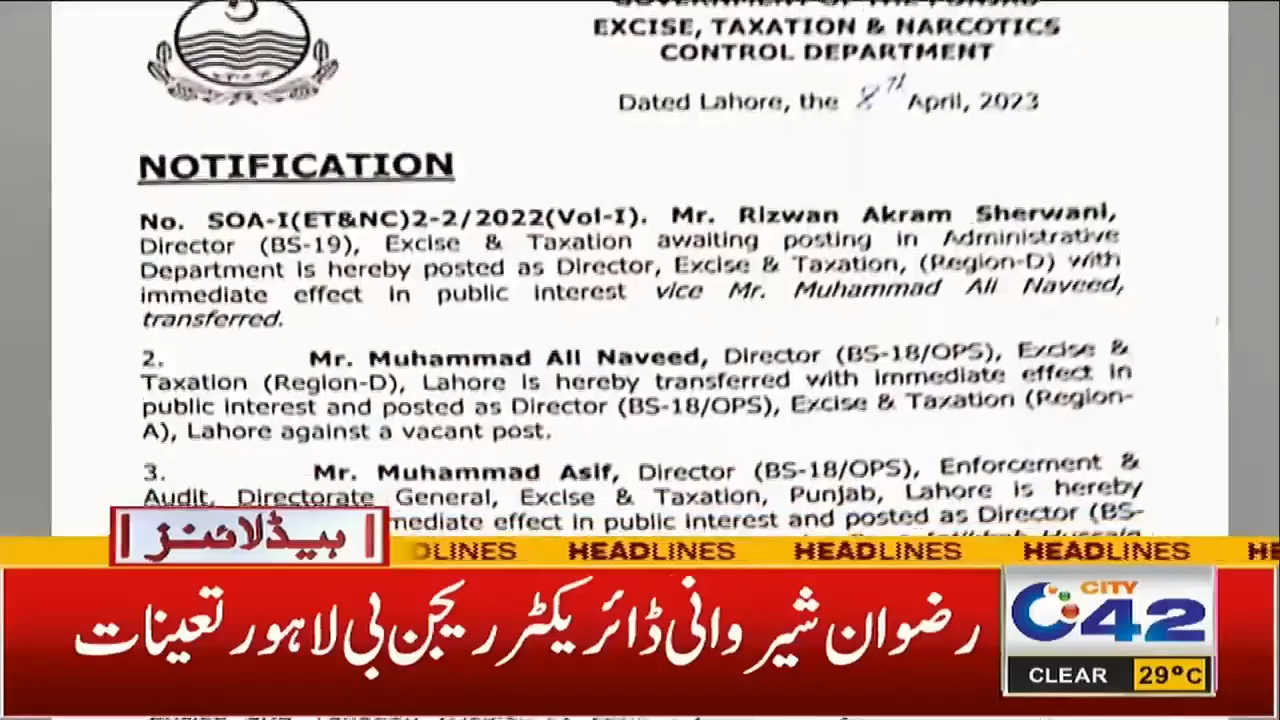 EXCISE, TAXATION & NARCOTICS
CONTROL DEPARTMENT
Dated Lahore, the 8th April, 2023
NOTIFICATION
No. SOA-I(ET&NC)2-2/2022(Vol-I). Mr. Rizwan Akram Sherwani,
Director (BS-19), Excise & Taxation awaiting posting in Administrative
Department is hereby posted as Director, Excise & Taxation, (Region-D) with
immediate effect in public interest vice Mr. Muhammad Ali Naveed,
transferred.
2. Mr. Muhammad Ali Naveed, Director (BS-18/OPS), Excise &
Taxation (Region-D), Lahore is hereby transferred with immediate effect in
public interest and posted as Director (BS-18/OPS), Excise & Taxation (Region-
A), Lahore against a vacant post.
3. Mr. Muhammad Asif, Director (BS-18/OPS), Enforcement &
Audit, Directorate General, Excise & Taxation, Punjab, Lahore is hereby
mediate effect in public interest and posted as Director (BS-
ہیڈلائنز
DLINES HEADLINES HEADLINES HEADLINES HE
رضوان شیروانی ڈائریکٹر ریجن بی لاہور تعینات
CITY
42
CLEAR 29°C